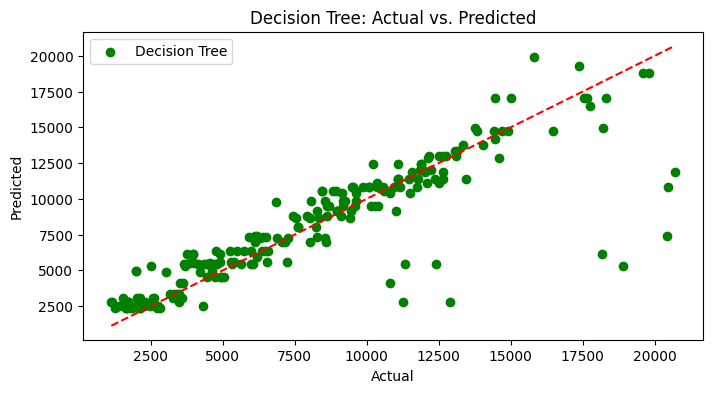 Decision Tree: Actual vs. Predicted
Decision Tree
20000
17500
15000
12500
10000
7500
5000
2500
Predicted
2500 5000 7500 10000 12500 15000 17500 20000
Actual